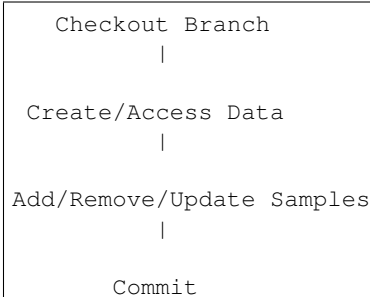 Checkout Branch
|
Create/Access Data
|
Add/Remove/Update Samples
|
Commit